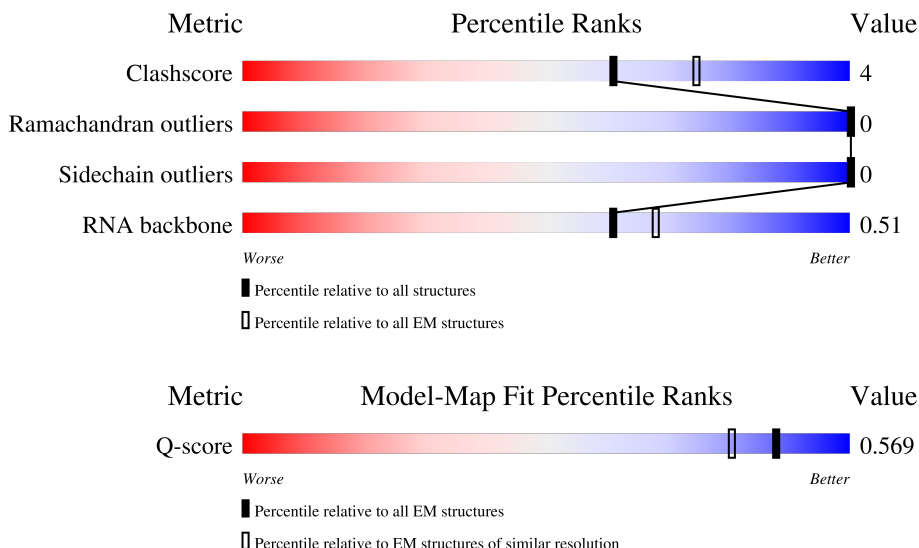 Metric Percentile Ranks Value
Clashscore 4
Ramachandran outliers 0
Sidechain outliers 0
RNA backbone 0.51
Worse Better
Percentile relative to all structures
Percentile relative to all EM structures
Metric Model-Map Fit Percentile Ranks Value
Q-score 0.569
Worse Better
Percentile relative to all EM structures
Percentile relative to EM structures of similar resolution